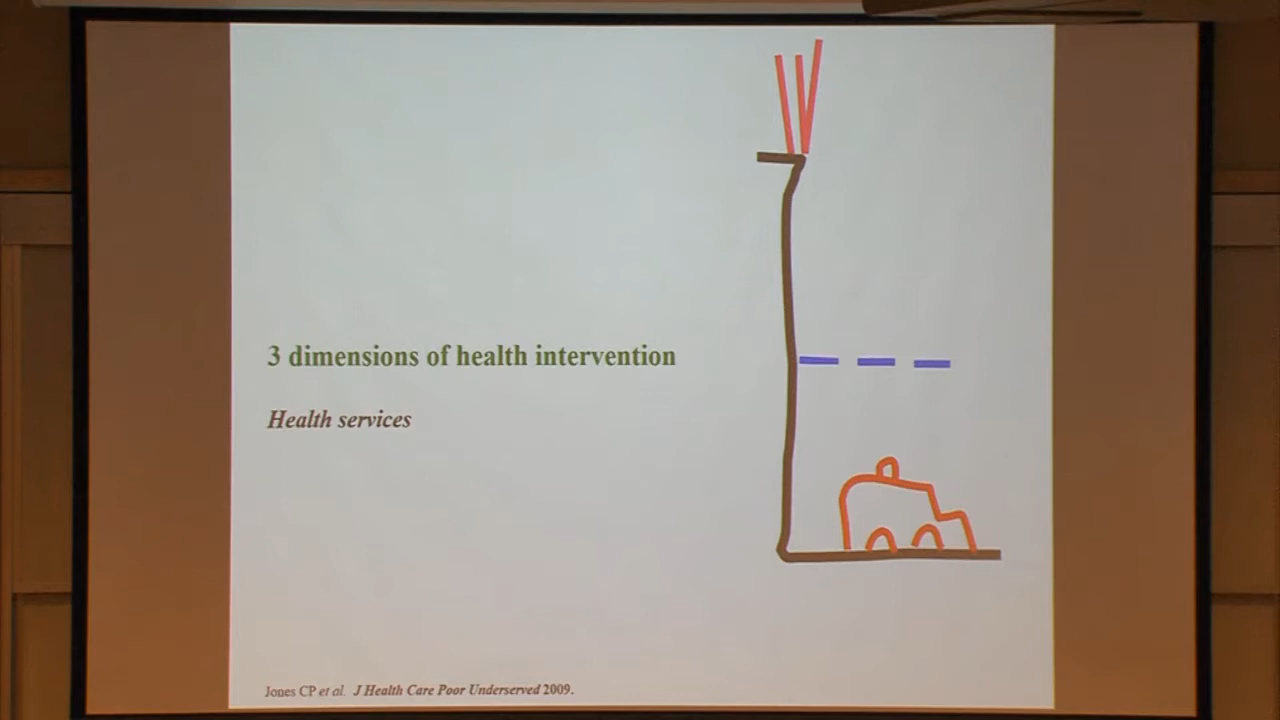 3 dimensions of health intervention
Health services
Jones CP et al. J Health Care Poor Underserved 2009.